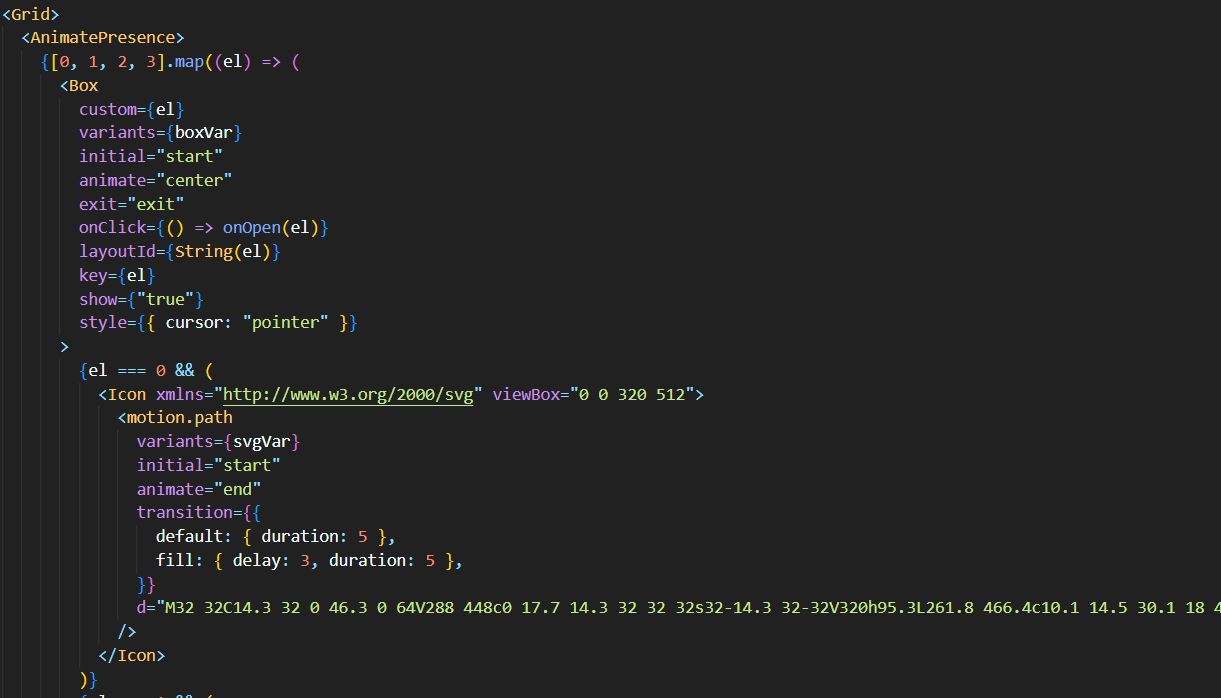 <Grid>
<AnimatePresence>
{[0, 1, 2, 3].map((el) => (
<Box
custom={el}
variants={boxVar}
initial="start"
animate="center"
exit="exit"
onClick={() => onOpen(el)}
layoutId={String(el)}
key={el}
show={"true"}
style={{ cursor: "pointer" }}
>
{el === 0 && (
<Icon xmlns="http://www.w3.org/2000/svg" viewBox="0 0 320 512">
<motion.path
variants={svgVar}
initial="start"
animate="end"
transition={{
default: { duration: 5 },
fill: { delay: 3, duration: 5 },
}}
d="M32 32C14.3 32 0 46.3 0 64V288 448c0 17.7 14.3 32 32 32s32-14.3 32-32V320h95.3L261.8 466.4c10.1 14.5 30.1 18 4
/>
</Icon>
)}